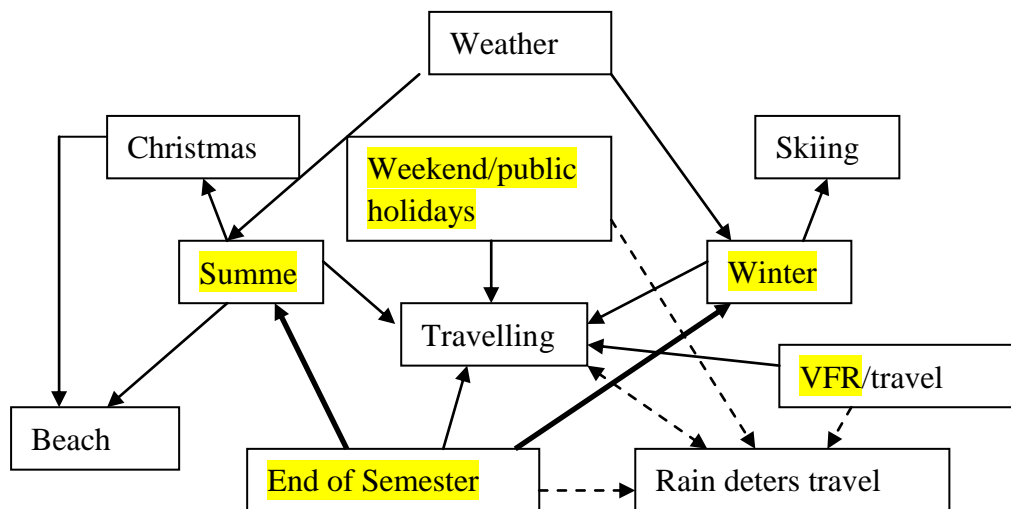 Weather
Christmas
Weekend/public
holidays
Skiing
Summe
Winter
Travelling
VFR/travel
Beach
End of Semester
Rain deters travel